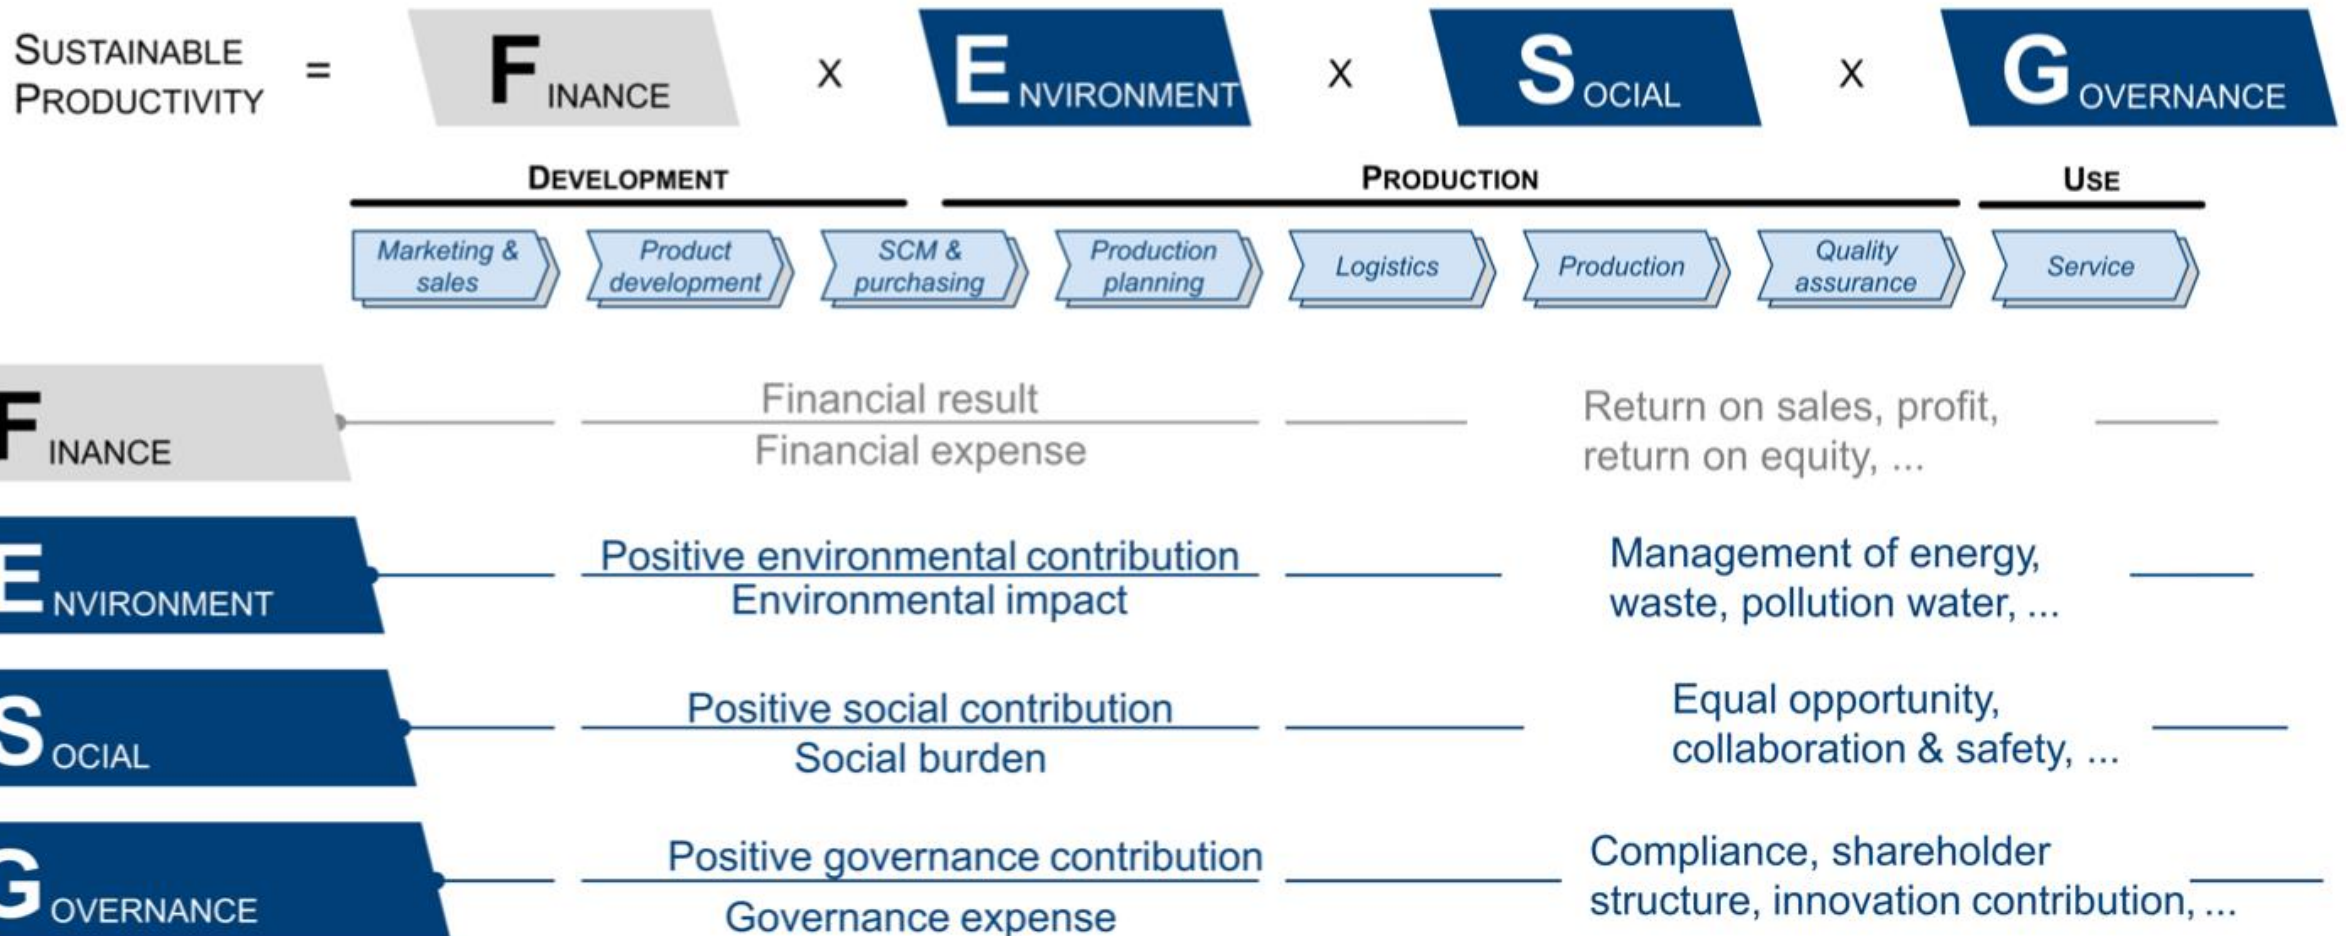 SUSTAINABLE
PRODUCTIVITY
= FINANCE X ENVIRONMENT X SOCIAL X GOVERNANCE
DEVELOPMENT PRODUCTION USE
Marketing &
sales
Product
development
SCM &
purchasing
Production
planning
Logistics
Production
Quality
assurance
Service
FINANCE
Financial result
Financial expense
Return on sales, profit,
return on equity, ...
ENVIRONMENT
Positive environmental contribution
Environmental impact
Management of energy,
waste, pollution water, ...
SOCIAL
Positive social contribution
Social burden
Equal opportunity,
collaboration & safety, ...
GOVERNANCE
Positive governance contribution
Governance expense
Compliance, shareholder
structure, innovation contribution, ...